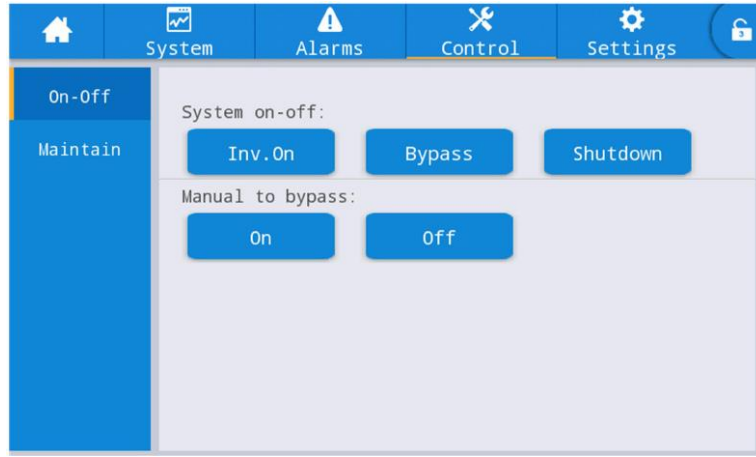 System Alarms Control Settings
3
On-Off
Maintain
System on-off:
Inv.On Bypass Shutdown
Manual to bypass:
On Off